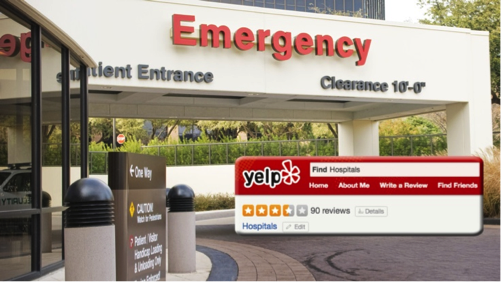 Emergency
Entrance
Clearance 10'-0"
One Way
CAUTION!
Watch for Pedestrians
Patient / Visitor
Handicap Loading
& Unloading
Only
yelp
Find Hospitals
Home About Me Write a Review Find Friends
90 reviews Details
Hospitals Edit